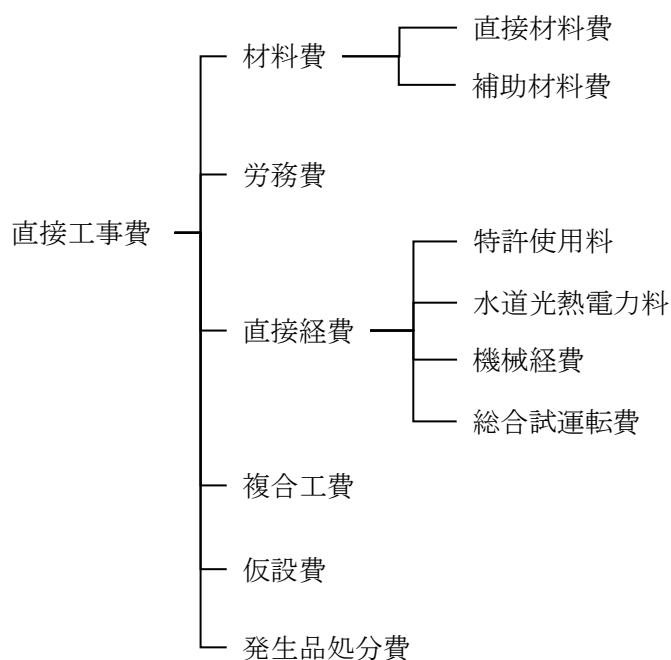 直接工事費
材料費
直接材料費
補助材料費
労務費
直接経費
特許使用料
水道光熱電力料
機械経費
総合試運転費
複合工費
仮設費
発生品処分費